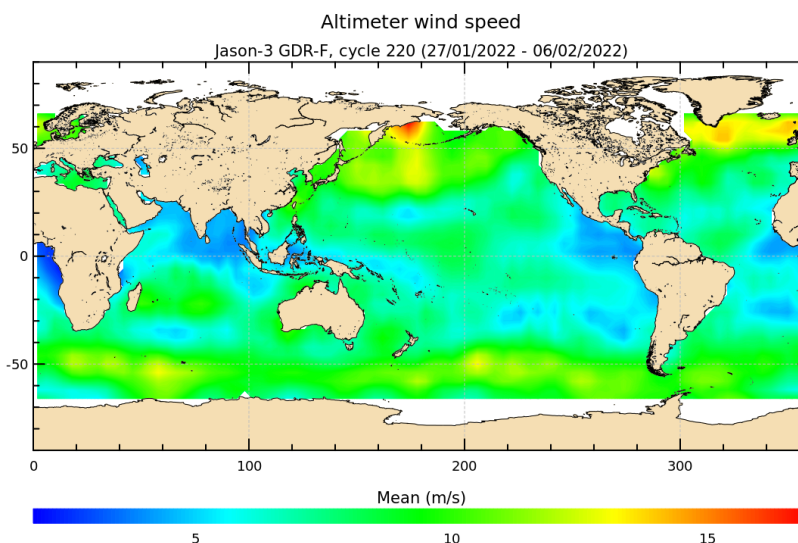 Altimeter wind speed
Jason-3 GDR-F, cycle 220 (27/01/2022 - 06/02/2022)
50
0
-50
0 100 200 300
Mean (m/s)
5 10 15